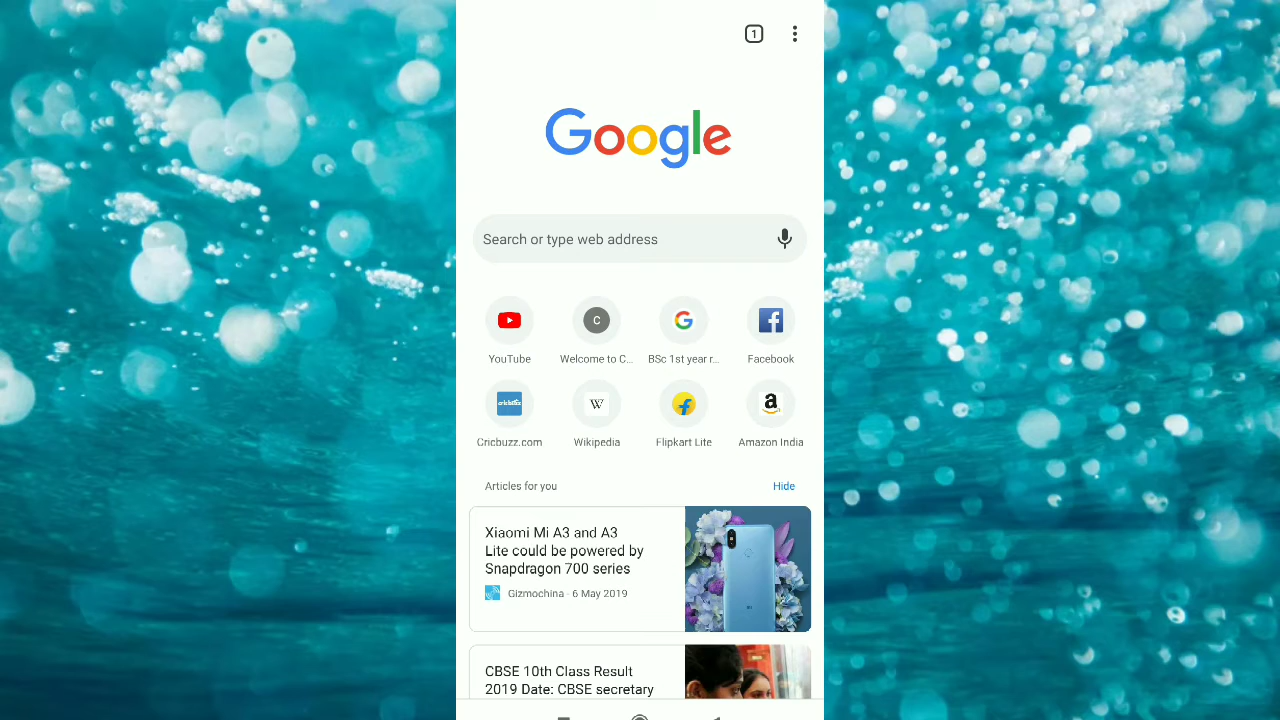 1
Google
Search or type web address
C
YouTube
Welcome to C...
BSc 1st year r...
Facebook
cricbuzz
W
a
Cricbuzz.com
Wikipedia
Flipkart Lite
Amazon India
Articles for you
Hide
Xiaomi Mi A3 and A3
Lite could be powered by
Snapdragon 700 series
Gizmochina - 6 May 2019
CBSE 10th Class Result
2019 Date: CBSE secretary